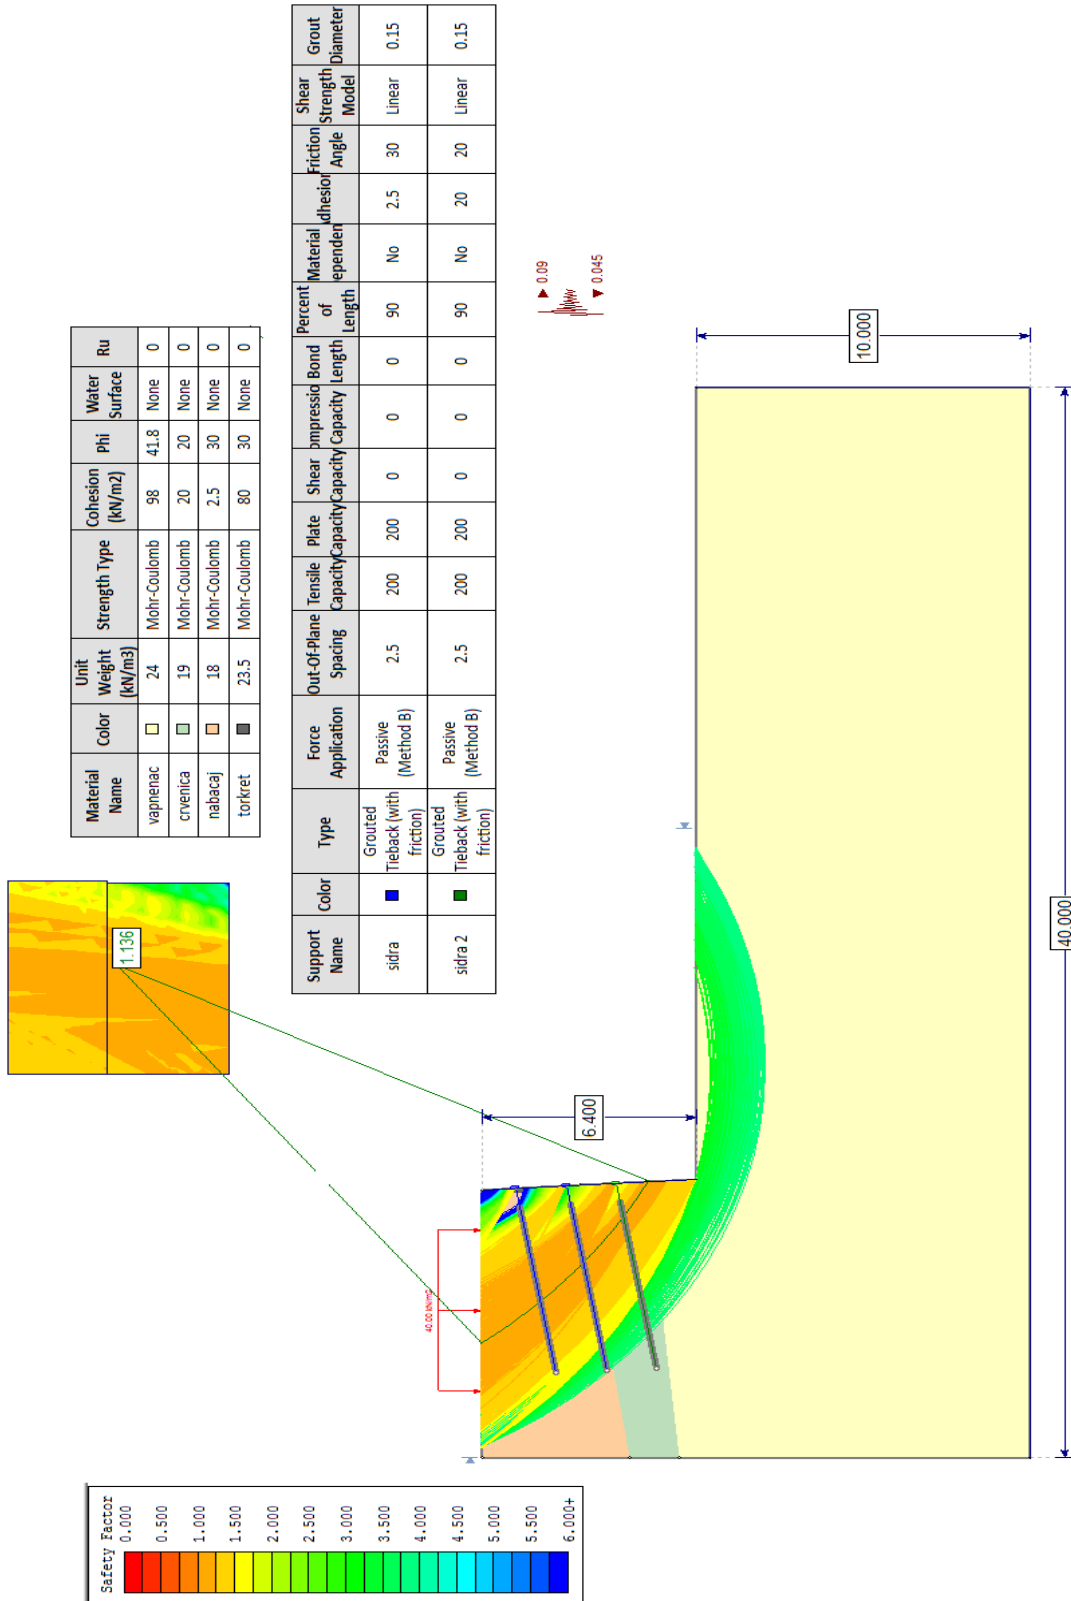 Safety Factor
0.000
0.500
1.000
1.500
2.000
2.500
3.000
3.500
4.000
4.500
5.000
5.500
6.000+
Material Name Color Unit Weight (kN/m3) Strength Type Cohesion (kN/m2) Phi Water Surface Ru
vapnenac 24 Mohr-Coulomb 98 41.8 None 0
crvenica 19 Mohr-Coulomb 20 20 None 0
nabacaj 18 Mohr-Coulomb 2.5 30 None 0
torkret 23.5 Mohr-Coulomb 80 30 None 0
Support Name Color Type Force Application Out-Of-Plane Spacing Tensile Capacity Plate Capacity Shear Capacity ompressio Capacity Bond Length Percent of Length Material ependen dhesior Friction Angle Shear Strength Model Grout Diameter
sidra Grouted Tieback (with friction) Passive (Method B) 2.5 200 200 0 0 0 90 No 2.5 30 Linear 0.15
sidra 2 Grouted Tieback (with friction) Passive (Method B) 2.5 200 200 0 0 0 90 No 20 20 Linear 0.15
1.136
0.09
0.045
6.400
10.000
40.000